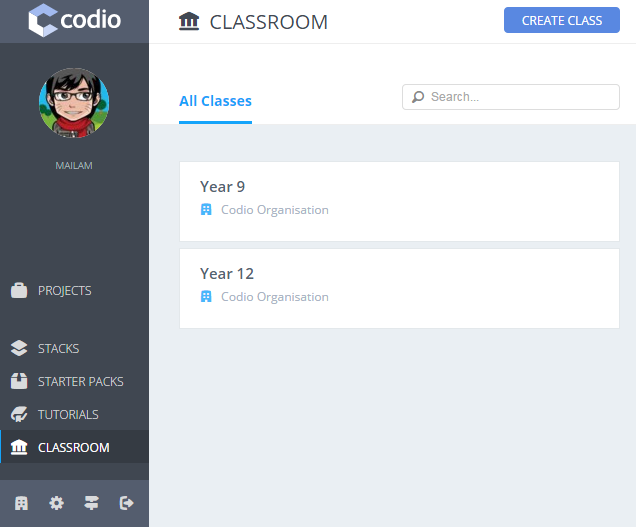 codio
MAILAM
PROJECTS
STACKS
STARTER PACKS
TUTORIALS
CLASSROOM
CLASSROOM
CREATE CLASS
All Classes
Search...
Year 9
Codio Organisation
Year 12
Codio Organisation